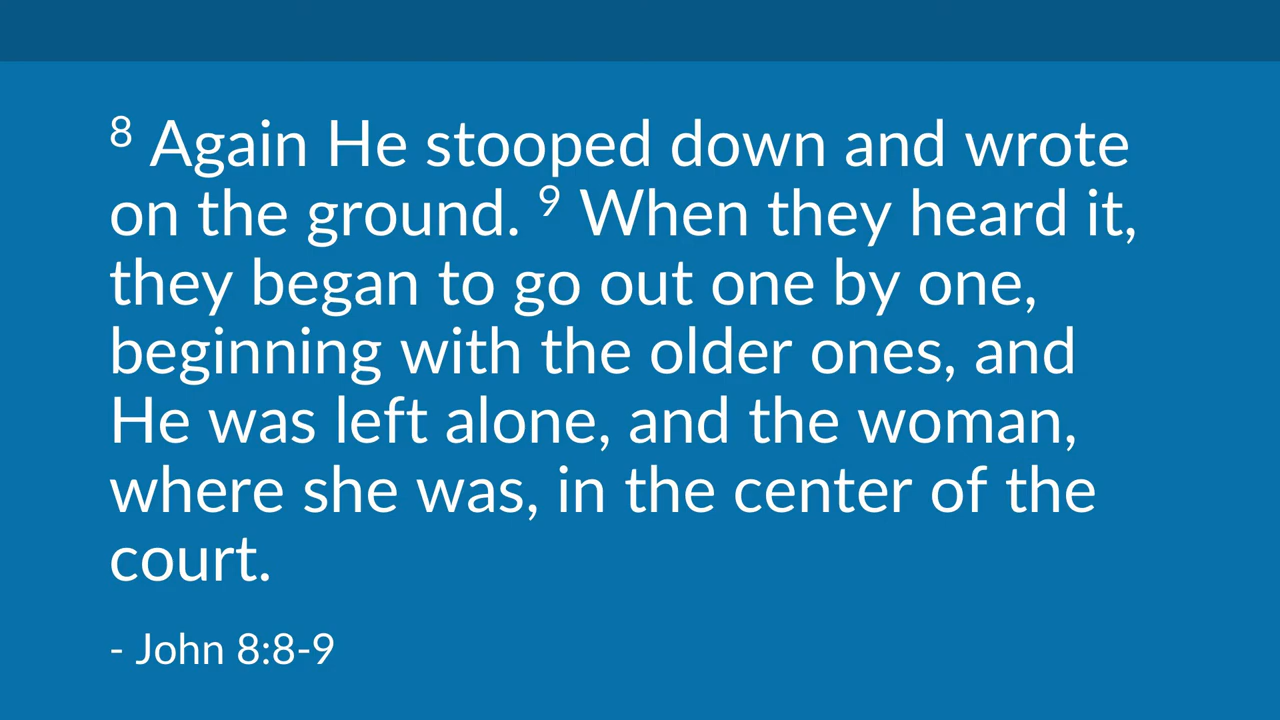 8 Again He stooped down and wrote
on the ground. 9 When they heard it,
they began to go out one by one,
beginning with the older ones, and
He was left alone, and the woman,
where she was, in the center of the
court.
- John 8:8-9